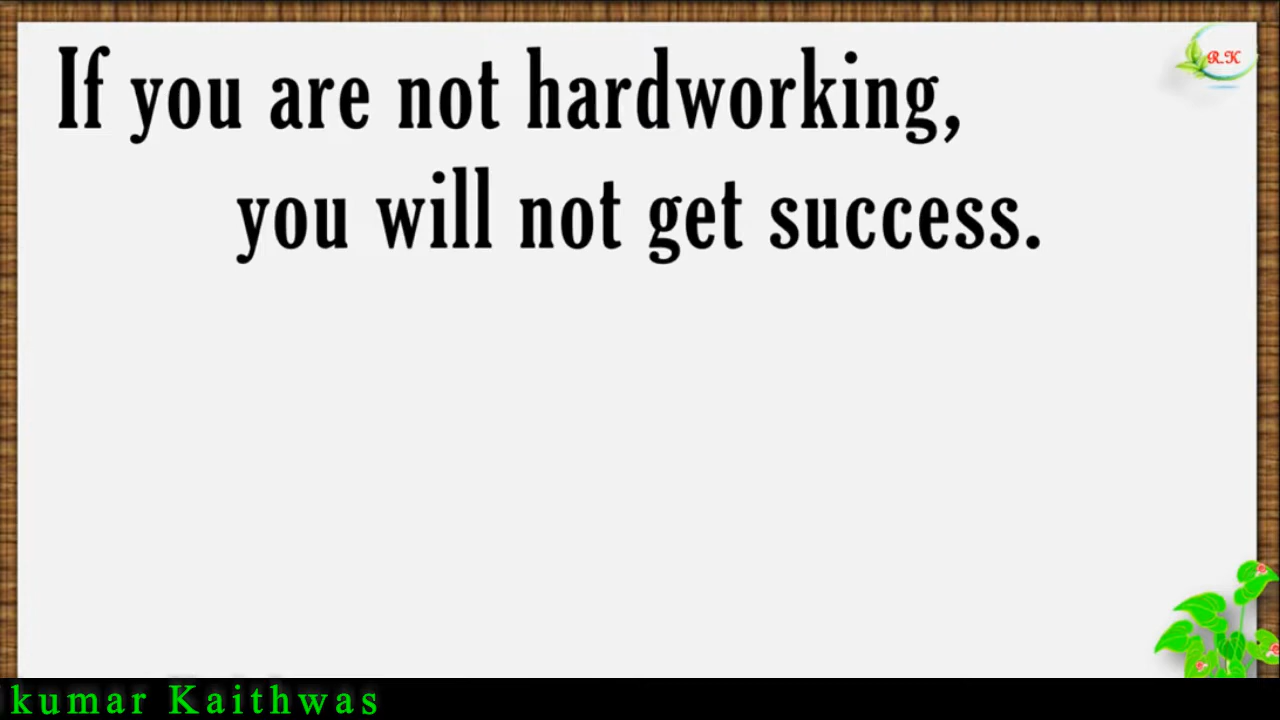 If you are not hardworking,
R.K
you will not get success.
kumar Kaithwas